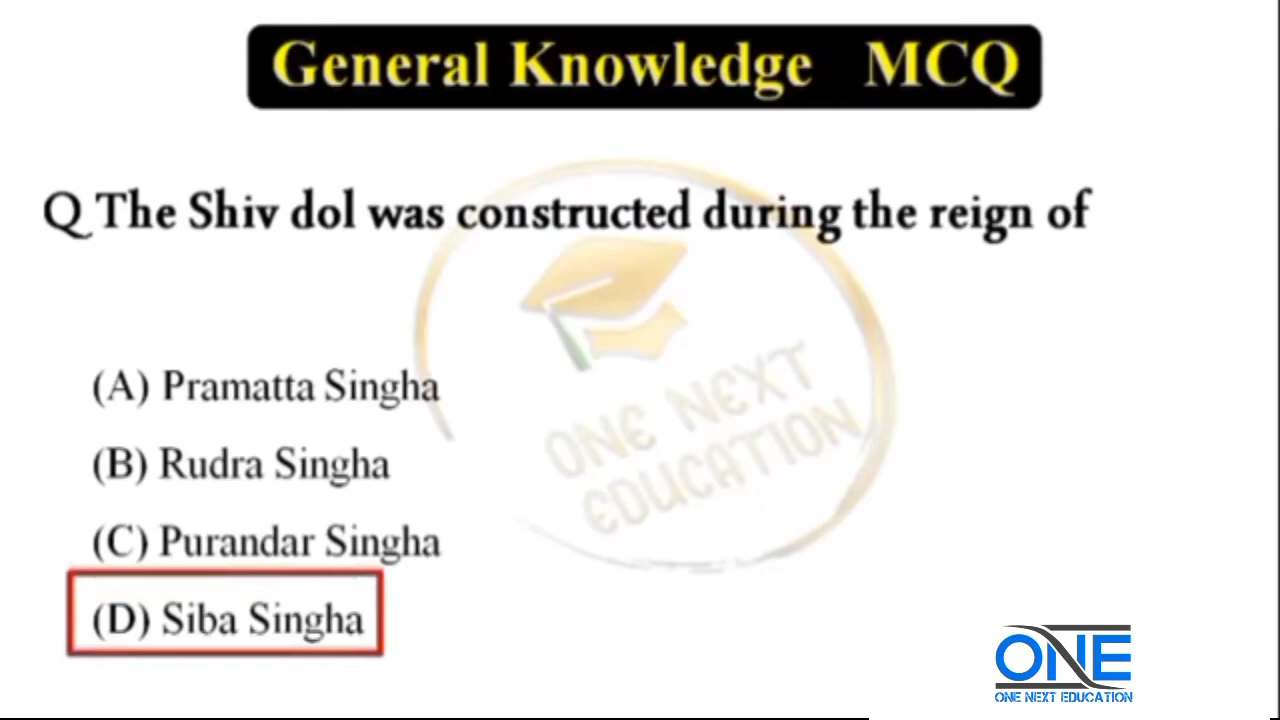 General Knowledge MCQ
Q The Shiv dol was constructed during the reign of
(A) Pramatta Singha
(B) Rudra Singha
(C) Purandar Singha
(D) Siba Singha
ONE NEXT
EDUCATION
ONE
ONE NEXT EDUCATION